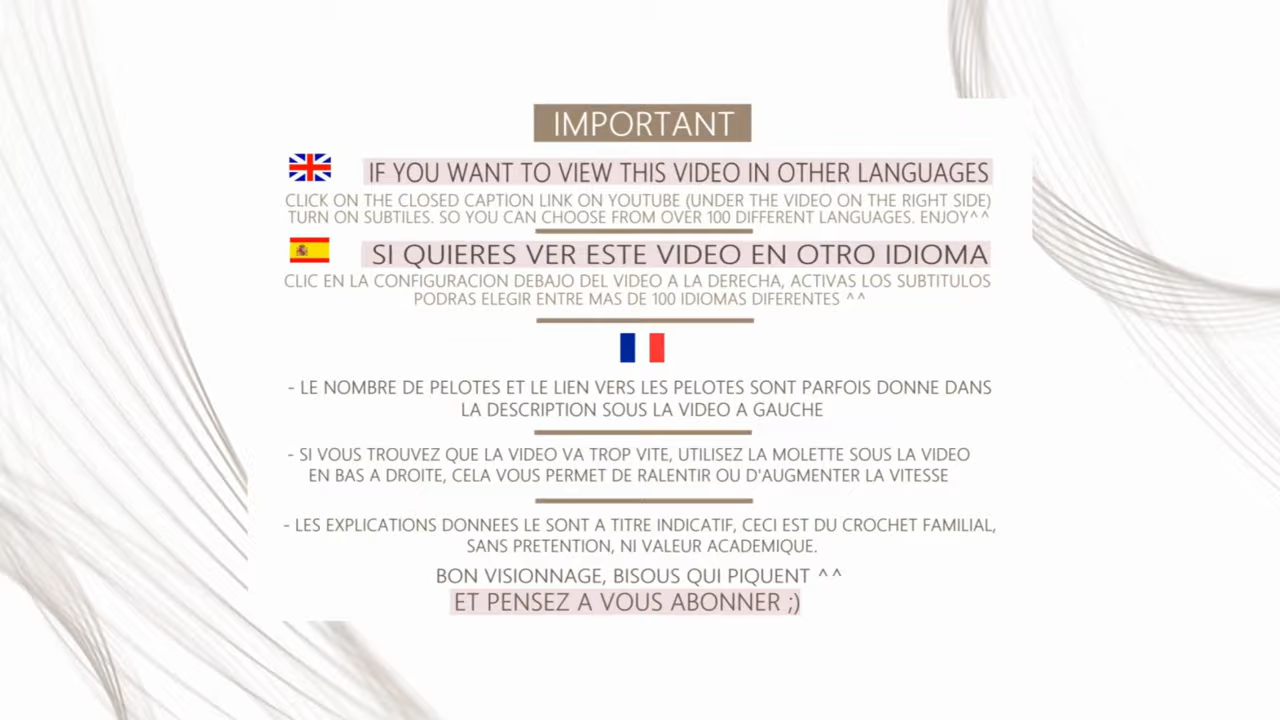 IMPORTANT
IF YOU WANT TO VIEW THIS VIDEO IN OTHER LANGUAGES
CLICK ON THE CLOSED CAPTION LINK ON YOUTUBE (UNDER THE VIDEO ON THE RIGHT SIDE)
TURN ON SUBTILES. SO YOU CAN CHOOSE FROM OVER 100 DIFFERENT LANGUAGES. ENJOY^^
SI QUIERES VER ESTE VIDEO EN OTRO IDIOMA
CLIC EN LA CONFIGURACION DEBAJO DEL VIDEO A LA DERECHA, ACTIVAS LOS SUBTITULOS
PODRAS ELEGIR ENTRE MAS DE 100 IDIOMAS DIFERENTES ^^
- LE NOMBRE DE PELOTES ET LE LIEN VERS LES PELOTES SONT PARFOIS DONNE DANS
LA DESCRIPTION SOUS LA VIDEO A GAUCHE
- SI VOUS TROUVEZ QUE LA VIDEO VA TROP VITE, UTILISEZ LA MOLETTE SOUS LA VIDEO
EN BAS A DROITE, CELA VOUS PERMET DE RALENTIR OU D'AUGMENTER LA VITESSE
- LES EXPLICATIONS DONNEES LE SONT A TITRE INDICATIF, CECI EST DU CROCHET FAMILIAL,
SANS PRETENTION, NI VALEUR ACADEMIQUE.
BON VISIONNAGE, BISOUS QUI PIQUENT ^^
ET PENSEZ A VOUS ABONNER ;)